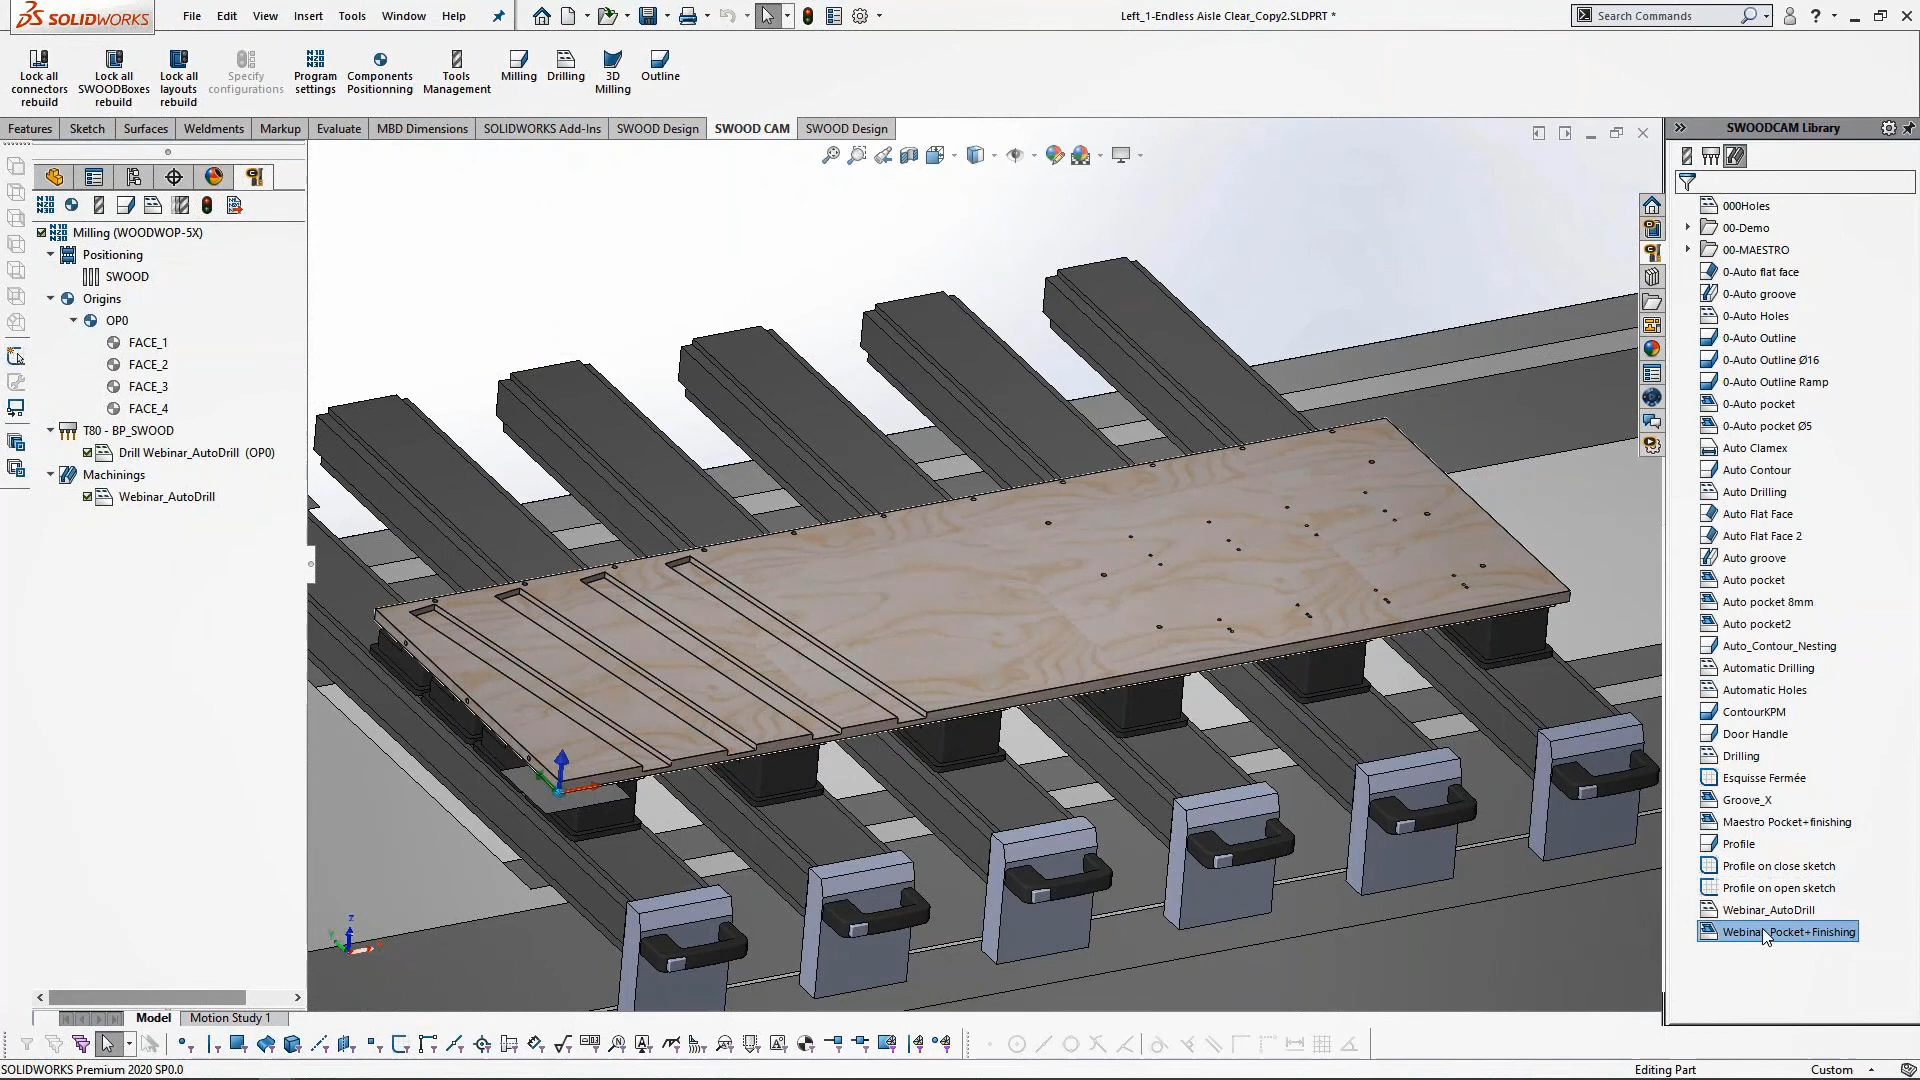 SOLIDWORKS
File Edit View Insert Tools Window Help
Left_1-Endless Aisle Clear_Copy2.SLDPRT *
Search Commands
Lock all connectors rebuild
Lock all SWOODBoxes rebuild
Lock all layouts rebuild
Specify configurations
Program settings
Components Positionning
Tools Management
Milling
Drilling
3D Milling
Outline
Features Sketch Surfaces Weldments Markup Evaluate MBD Dimensions SOLIDWORKS Add-Ins SWOOD Design SWOOD CAM SWOOD Design
Milling (WOODWOP-5X)
Positioning
SWOOD
Origins
OP0
FACE_1
FACE_2
FACE_3
FACE_4
T80 - BP_SWOOD
Drill Webinar_AutoDrill (OP0)
Machinings
Webinar_AutoDrill
SWOODCAM Library
000Holes
00-Demo
00-MAESTRO
0-Auto flat face
0-Auto groove
0-Auto Holes
0-Auto Outline
0-Auto Outline Ø16
0-Auto Outline Ramp
0-Auto pocket
0-Auto pocket Ø5
Auto Clamex
Auto Contour
Auto Drilling
Auto Flat Face
Auto Flat Face 2
Auto groove
Auto pocket
Auto pocket 8mm
Auto pocket2
Auto_Contour_Nesting
Automatic Drilling
Automatic Holes
ContourKPM
Door Handle
Drilling
Esquisse Fermée
Groove_X
Maestro Pocket+finishing
Profile
Profile on close sketch
Profile on open sketch
Webinar_AutoDrill
Webinar_Pocket+Finishing
Model Motion Study 1
SOLIDWORKS Premium 2020 SP0.0
Editing Part
Custom